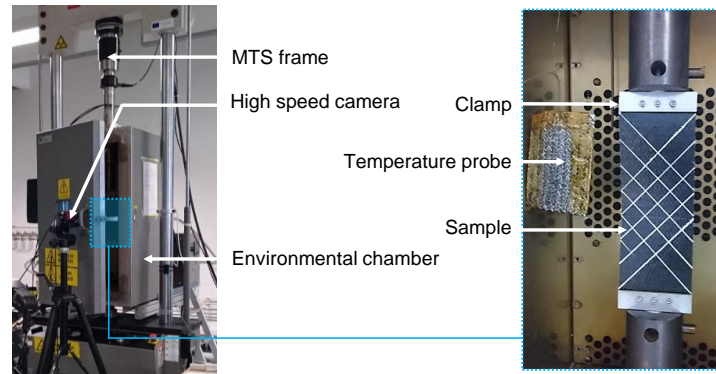 MTS frame
High speed camera
Clamp
Temperature probe
Sample
Environmental chamber